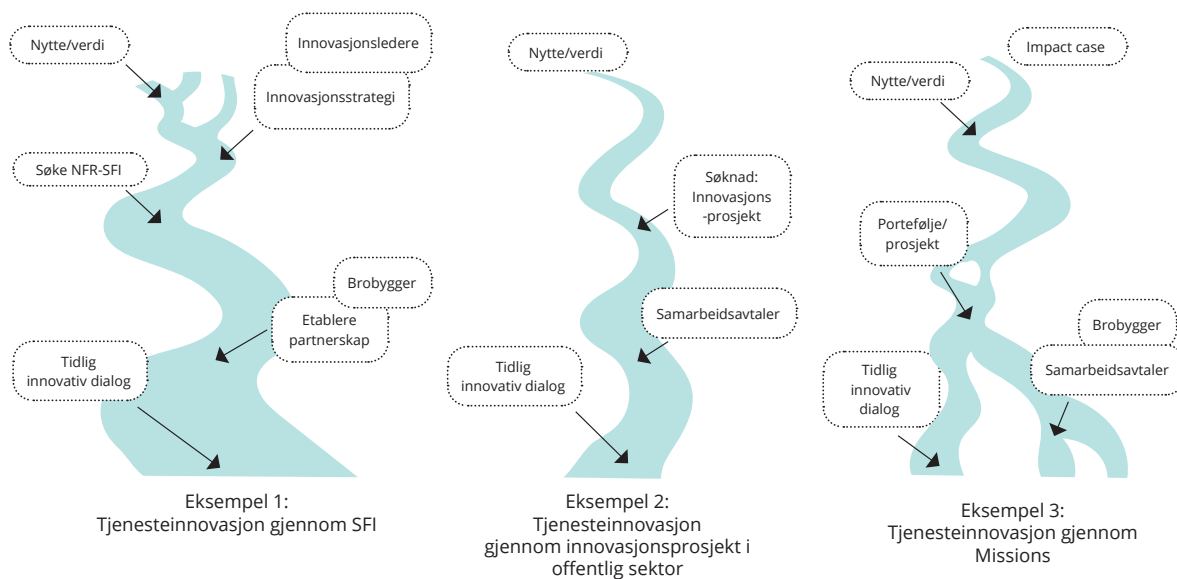 Nytte/verdi
Innovasjonsledere
Innovasjonsstrategi
Søke NFR-SFI
Brobygger
Etablere
partnerskap
Tidlig
innovativ dialog
Eksempel 1:
Tjenesteinnovasjon gjennom SFI
Nytte/verdi
Søknad:
Innovasjons
-prosjekt
Samarbeidsavtaler
Tidlig
innovativ dialog
Eksempel 2:
Tjenesteinnovasjon
gjennom innovasjonsprosjekt i
offentlig sektor
Impact case
Nytte/verdi
Portefølje/
prosjekt
Brobygger
Samarbeidsavtaler
Tidlig
innovativ
dialog
Eksempel 3:
Tjenesteinnovasjon gjennom
Missions